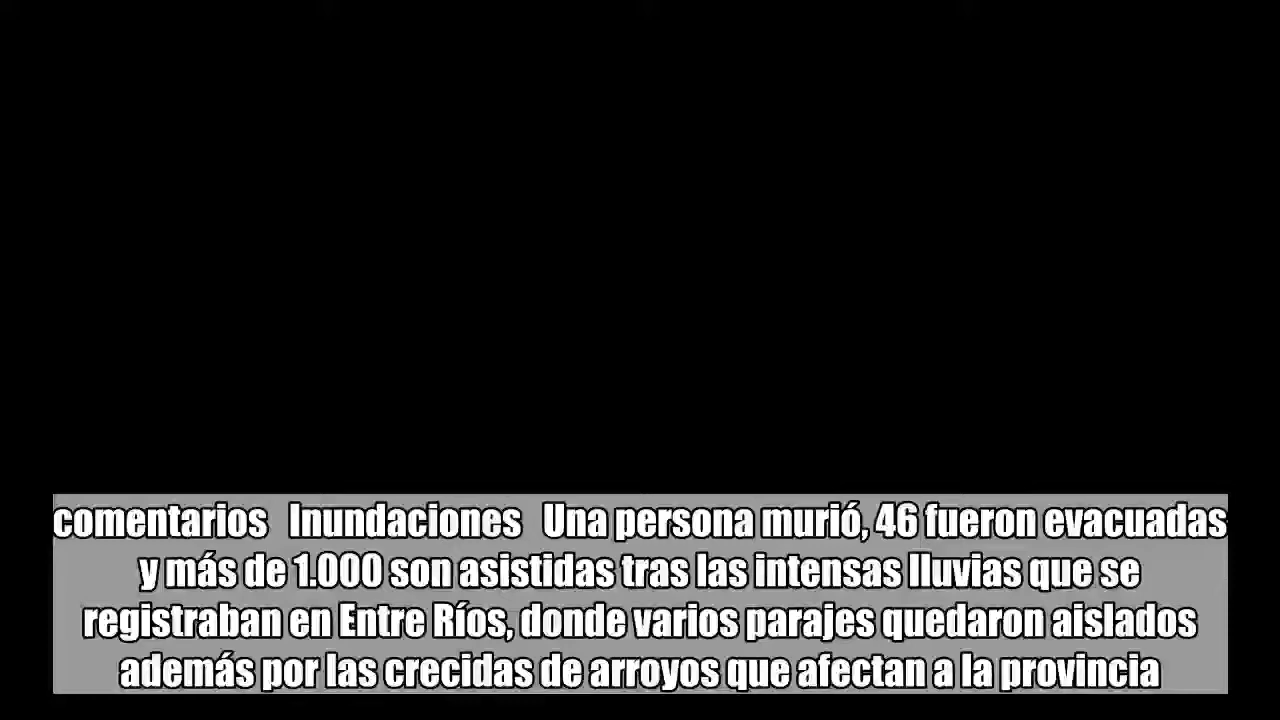 comentarios Inundaciones Una persona murió, 46 fueron evacuadas
y más de 1.000 son asistidas tras las intensas lluvias que se
registraban en Entre Ríos, donde varios parajes quedaron aislados
además por las crecidas de arroyos que afectan a la provincia